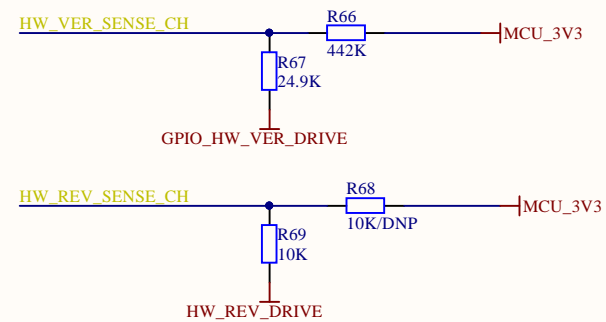 HW_VER_SENSE_CH
R66
442K
MCU_3V3
R67
24.9K
GPIO_HW_VER_DRIVE
HW_REV_SENSE_CH
R68
10K/DNP
MCU_3V3
R69
10K
HW_REV_DRIVE